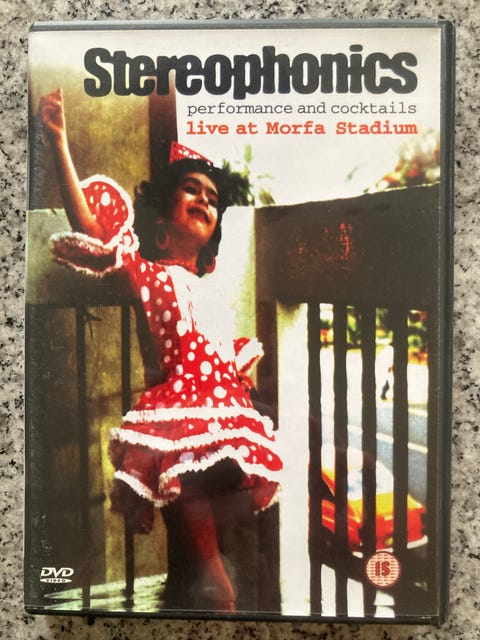 Stereophonics
performance and cocktails
live at Morfa Stadium
DVD
VIDEO
15